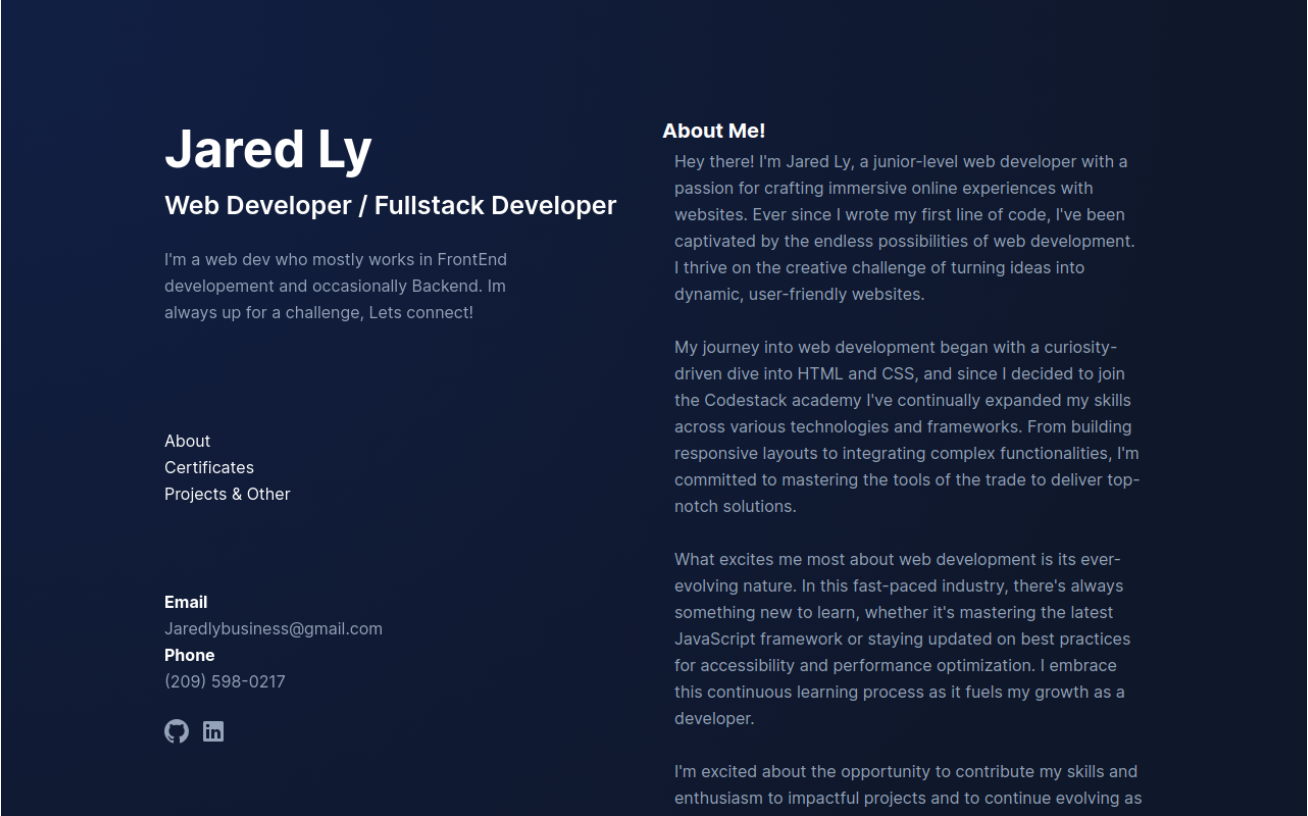 Jared Ly
Web Developer / Fullstack Developer
I'm a web dev who mostly works in FrontEnd
developement and occasionally Backend. Im
always up for a challenge, Lets connect!
About
Certificates
Projects & Other
Email
Jaredlybusiness@gmail.com
Phone
(209) 598-0217
in
About Me!
Hey there! I'm Jared Ly, a junior-level web developer with a
passion for crafting immersive online experiences with
websites. Ever since I wrote my first line of code, I've been
captivated by the endless possibilities of web development.
I thrive on the creative challenge of turning ideas into
dynamic, user-friendly websites.
My journey into web development began with a curiosity-
driven dive into HTML and CSS, and since I decided to join
the Codestack academy I've continually expanded my skills
across various technologies and frameworks. From building
responsive layouts to integrating complex functionalities, I'm
committed to mastering the tools of the trade to deliver top-
notch solutions.
What excites me most about web development is its ever-
evolving nature. In this fast-paced industry, there's always
something new to learn, whether it's mastering the latest
JavaScript framework or staying updated on best practices
for accessibility and performance optimization. I embrace
this continuous learning process as it fuels my growth as a
developer.
I'm excited about the opportunity to contribute my skills and
enthusiasm to impactful projects and to continue evolving as